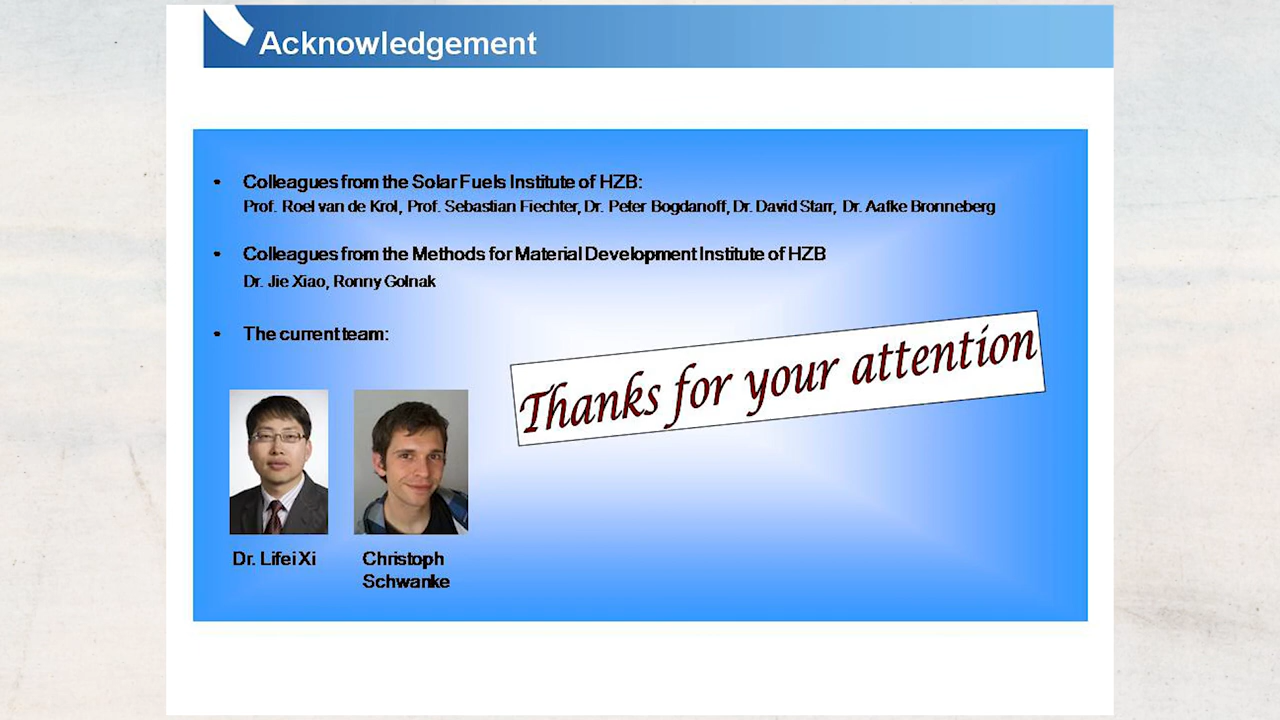 Acknowledgement
• Colleagues from the Solar Fuels Institute of HZB:
Prof. Roel van de Krol, Prof. Sebastian Fiechter, Dr. Peter Bogdanoff, Dr. David Starr, Dr. Aafke Bronneberg
• Colleagues from the Methods for Material Development Institute of HZB
Dr. Jie Xiao, Ronny Golnak
• The current team:
Thanks for your attention
Dr. Lifei Xi
Christoph
Schwanke